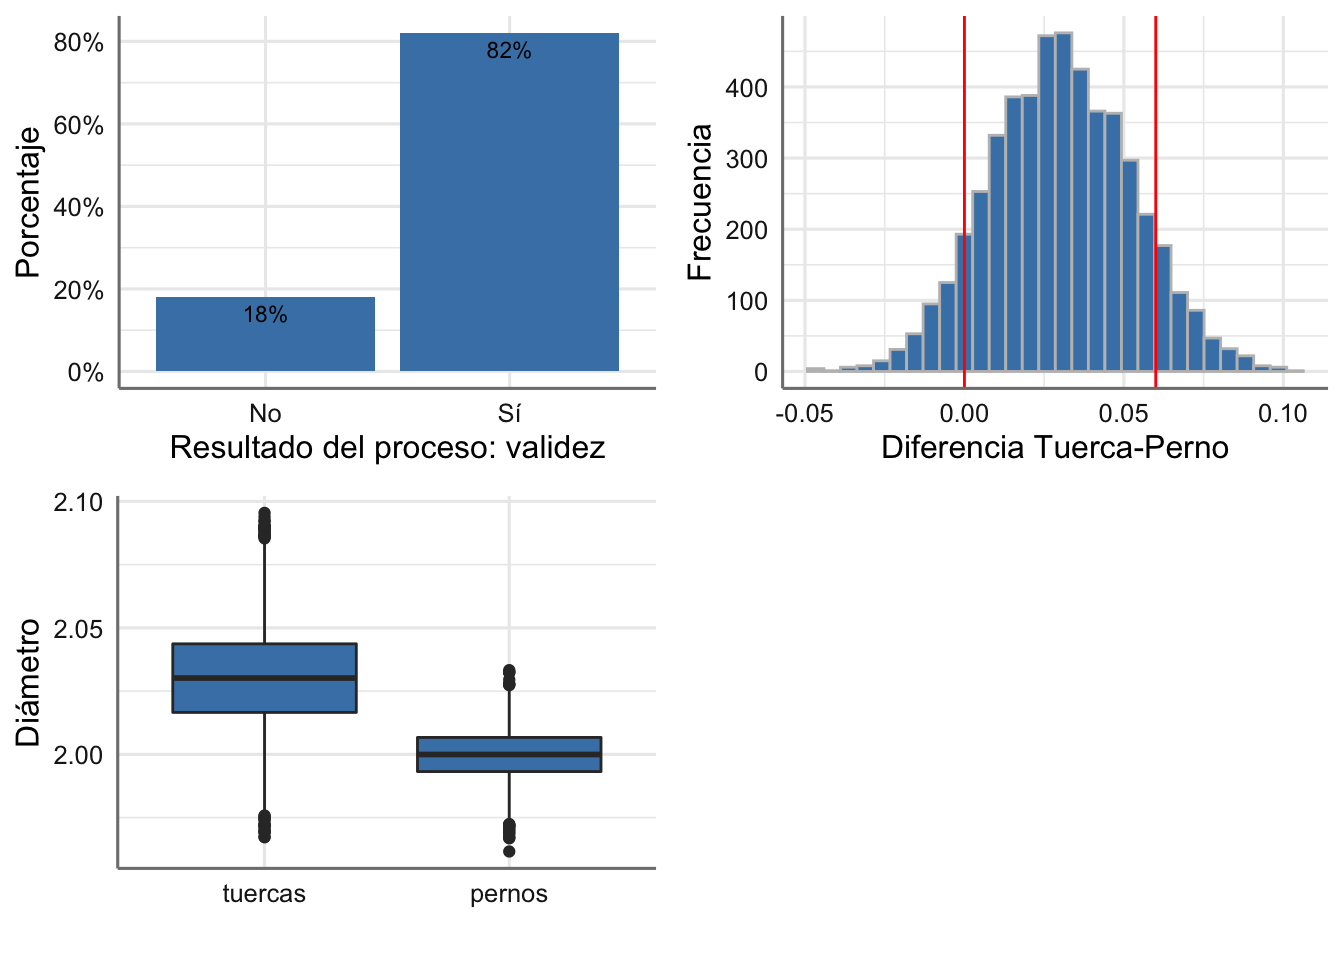 80%
60%
40%
20%
0%
Porcentaje
82%
18%
No Sí
Resultado del proceso: validez
400
300
200
100
0
Frecuencia
-0.05 0.00 0.05 0.10
Diferencia Tuerca-Perno
2.10
2.05
2.00
Diámetro
tuercas pernos